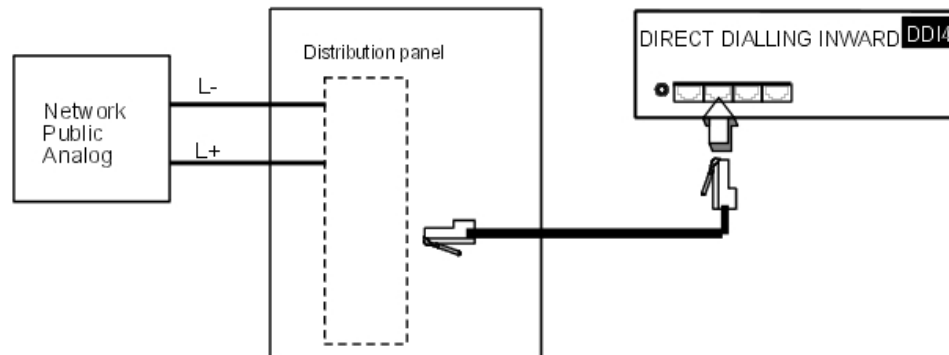 Network
Public
Analog
L-
L+
Distribution panel
DIRECT DIALLING INWARD
DDI4